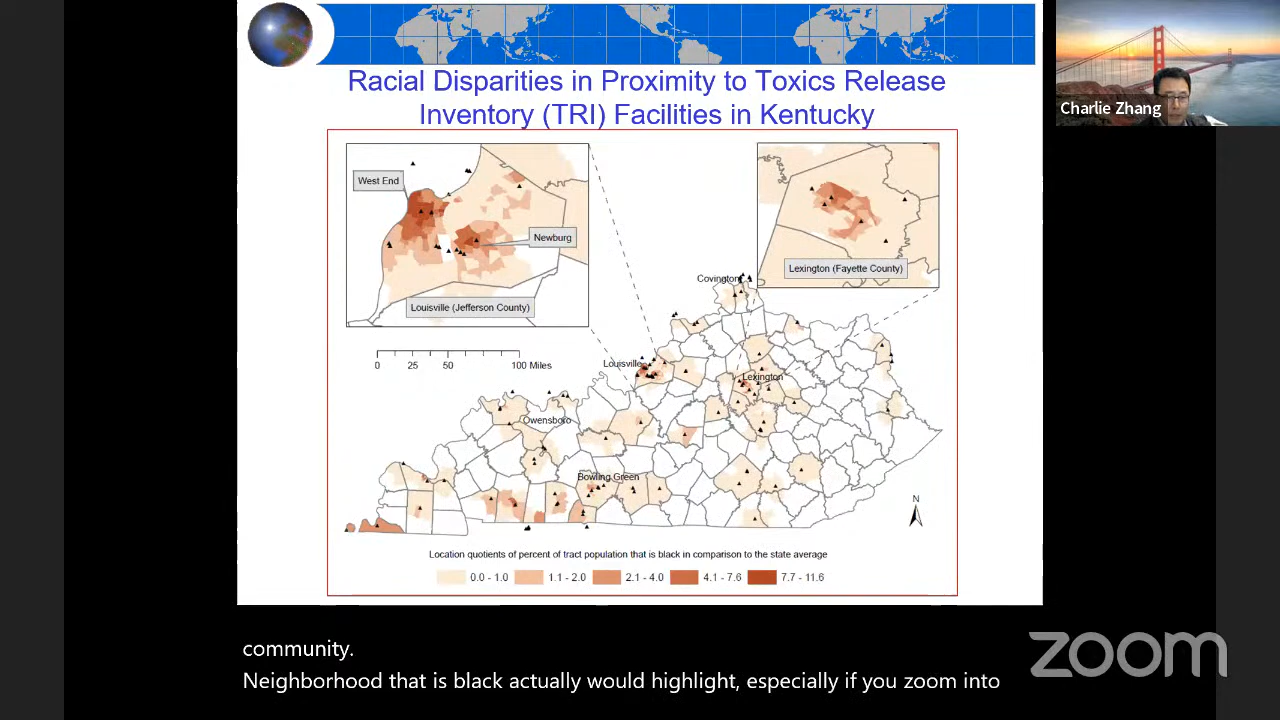 Racial Disparities in Proximity to Toxics Release
Inventory (TRI) Facilities in Kentucky
Charlie Zhang
West End
Newburg
Louisville (Jefferson County)
Lexington (Fayette County)
Covington
0 25 50 100 Miles
Louisville
Lexington
Owensboro
Bowling Green
N
Location quotients of percent of tract population that is black in comparison to the state average
0.0 - 1.0 1.1 - 2.0 2.1 - 4.0 4.1 - 7.6 7.7 - 11.6
community.
Neighborhood that is black actually would highlight, especially if you zoom into
zoom